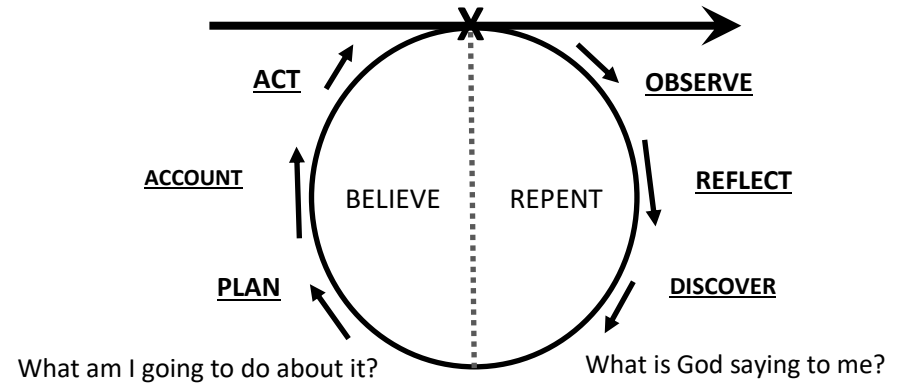 X
ACT
OBSERVE
ACCOUNT
REFLECT
BELIEVE
REPENT
PLAN
DISCOVER
What am I going to do about it?
What is God saying to me?